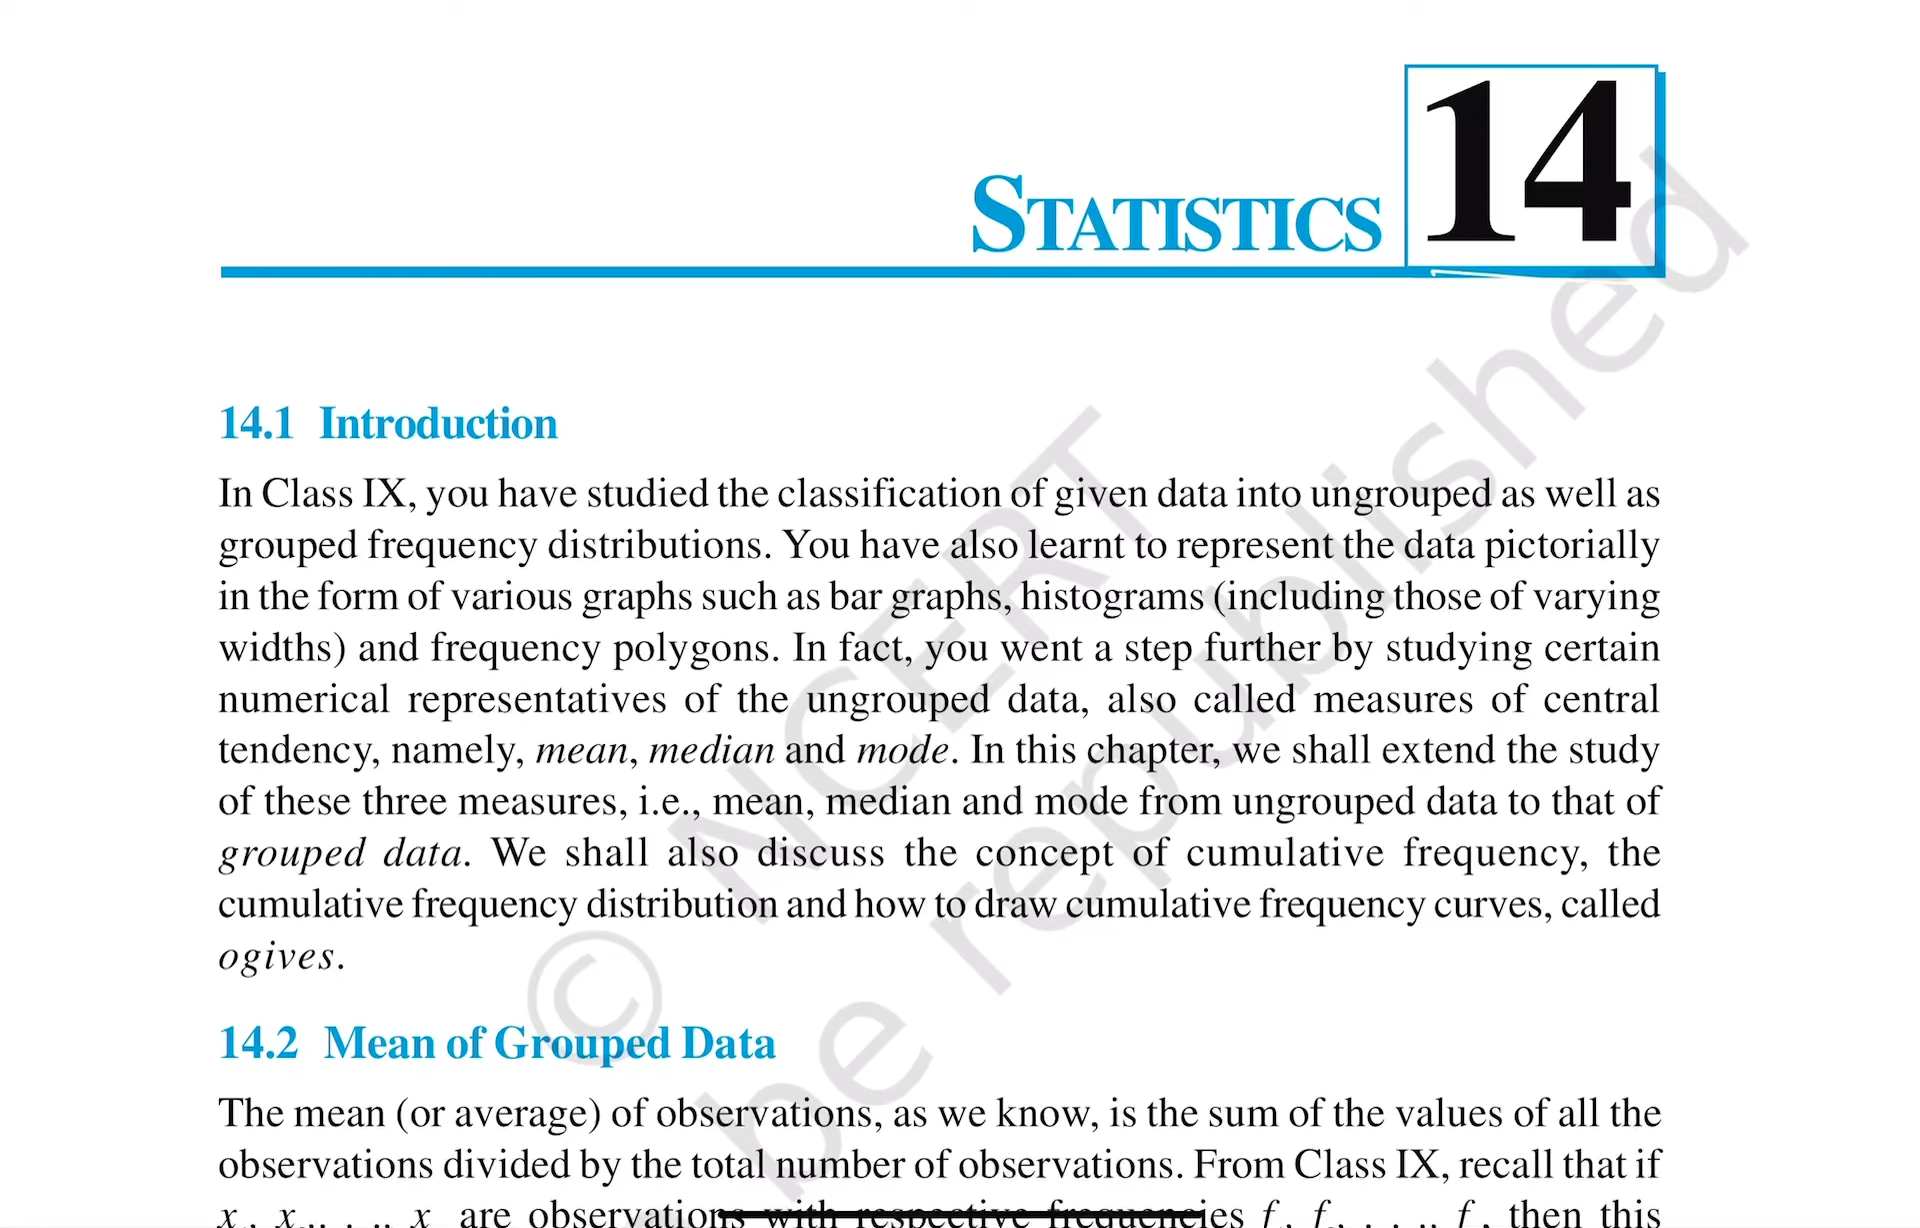 STATISTICS 14
14.1 Introduction
In Class IX, you have studied the classification of given data into ungrouped as well as
grouped frequency distributions. You have also learnt to represent the data pictorially
in the form of various graphs such as bar graphs, histograms (including those of varying
widths) and frequency polygons. In fact, you went a step further by studying certain
numerical representatives of the ungrouped data, also called measures of central
tendency, namely, mean, median and mode. In this chapter, we shall extend the study
of these three measures, i.e., mean, median and mode from ungrouped data to that of
grouped data. We shall also discuss the concept of cumulative frequency, the
cumulative frequency distribution and how to draw cumulative frequency curves, called
ogives.
14.2 Mean of Grouped Data
The mean (or average) of observations, as we know, is the sum of the values of all the
observations divided by the total number of observations. From Class IX, recall that if
x, x,. . ., x are observations with respective frequencies f, f, . . ., f, then this
© NCERT
be republished